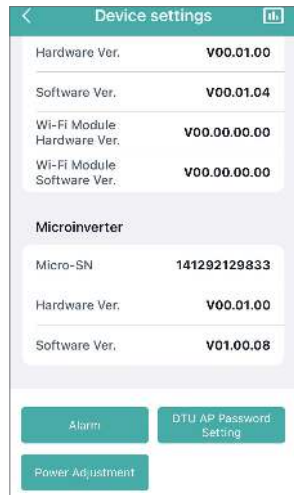 Device settings
Hardware Ver. V00.01.00
Software Ver. V00.01.04
Wi-Fi Module
Hardware Ver. V00.00.00.00
Wi-Fi Module
Software Ver. V00.00.00.00
Microinverter
Micro-SN 141292129833
Hardware Ver. V00.01.00
Software Ver. V01.00.08
Alarm
DTU AP Password
Setting
Power Adjustment